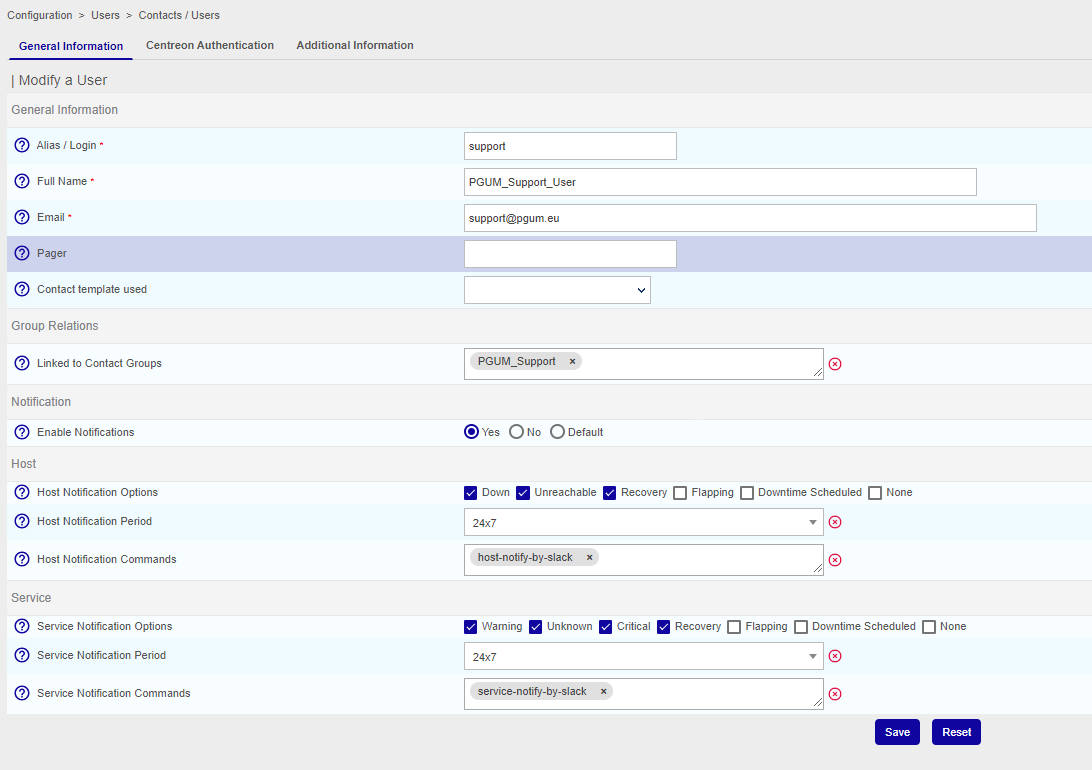 Configuration > Users > Contacts / Users
General Information Centreon Authentication Additional Information
| Modify a User
General Information
? Alias / Login * support
? Full Name * PGUM_Support_User
? Email * support@pgum.eu
? Pager
? Contact template used
Group Relations
? Linked to Contact Groups PGUM_Support ×
Notification
? Enable Notifications Yes No Default
Host
? Host Notification Options Down Unreachable Recovery Flapping Downtime Scheduled None
? Host Notification Period 24x7
? Host Notification Commands host-notify-by-slack ×
Service
? Service Notification Options Warning Unknown Critical Recovery Flapping Downtime Scheduled None
? Service Notification Period 24x7
? Service Notification Commands service-notify-by-slack ×
Save Reset